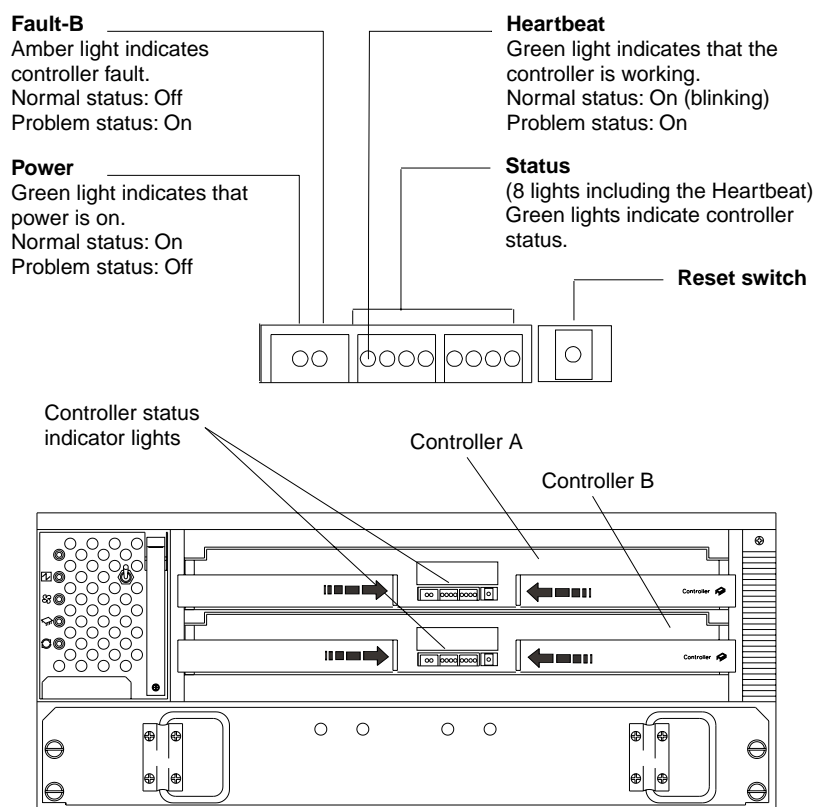 Fault-B
Amber light indicates
controller fault.
Normal status: Off
Problem status: On
Heartbeat
Green light indicates that the
controller is working.
Normal status: On (blinking)
Problem status: On
Power
Green light indicates that
power is on.
Normal status: On
Problem status: Off
Status
(8 lights including the Heartbeat)
Green lights indicate controller
status.
Reset switch
Controller status
indicator lights
Controller A
Controller B
Controller
Controller